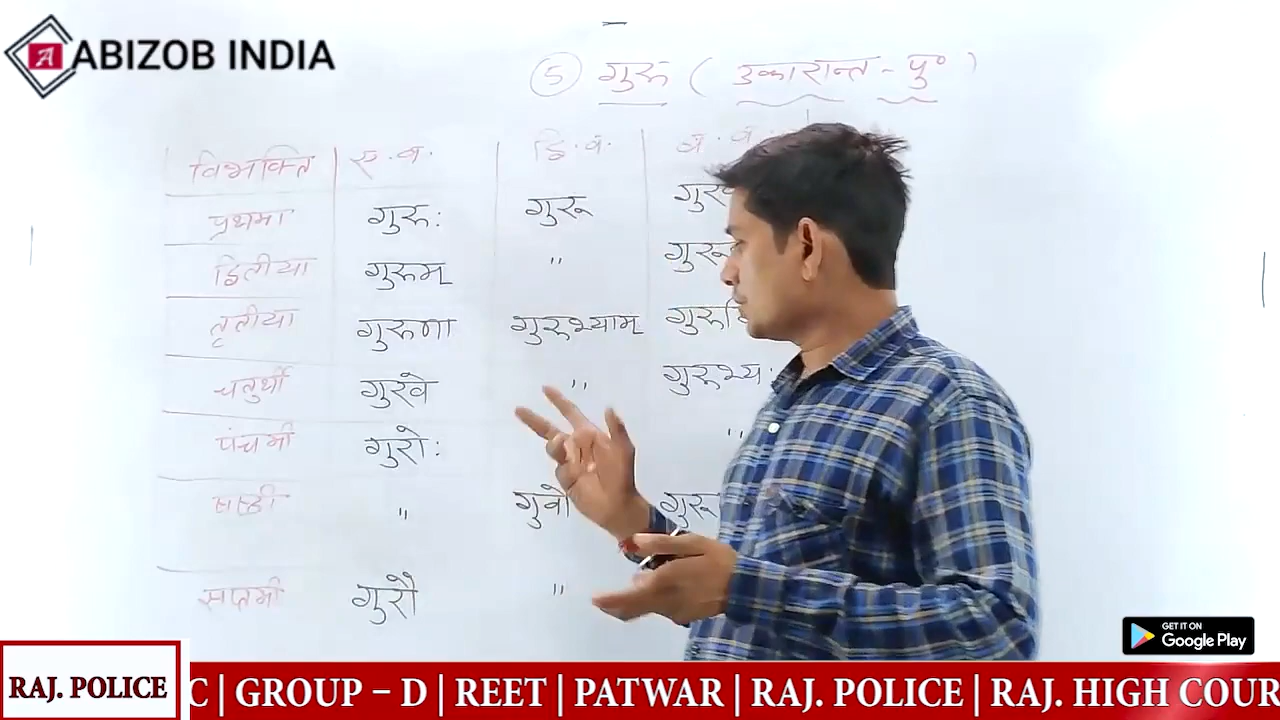 ABIZOB INDIA
5 गुरु ( उकारान्त - पु० )
विभक्ति ए. व. द्वि. व. ब. व.
प्रथमा गुरुः गुरू
द्वितीया गुरुम् "
तृतीया गुरुणा गुरुभ्याम्
चतुर्थी गुरवे " गुरुभ्यः
पंचमी गुरोः "
षष्ठी "
सप्तमी गुरौ "
GET IT ON
Google Play
RAJ. POLICE C | GROUP – D | REET | PATWAR | RAJ. POLICE | RAJ. HIGH COUR